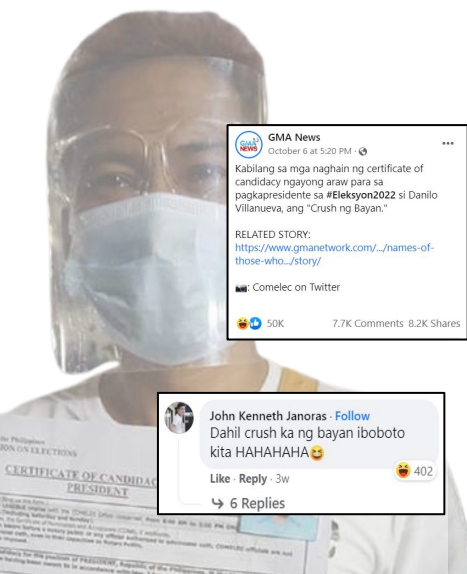 GMA News
October 6 at 5:20 PM ·
Kabilang sa mga naghain ng certificate of
candidacy ngayong araw para sa
pagkapresidente sa #Eleksyon2022 si Danilo
Villanueva, ang "Crush ng Bayan."
RELATED STORY:
https://www.gmanetwork.com/.../names-of-
those-who.../story/
📷: Comelec on Twitter
50K 7.7K Comments 8.2K Shares
John Kenneth Janoras · Follow
Dahil crush ka ng bayan iboboto
kita HAHAHAHA😆
402
Like · Reply · 3w
6 Replies
the Philippines
ION ON ELECTIONS
CERTIFICATE OF CANDIDAC
PRESIDENT